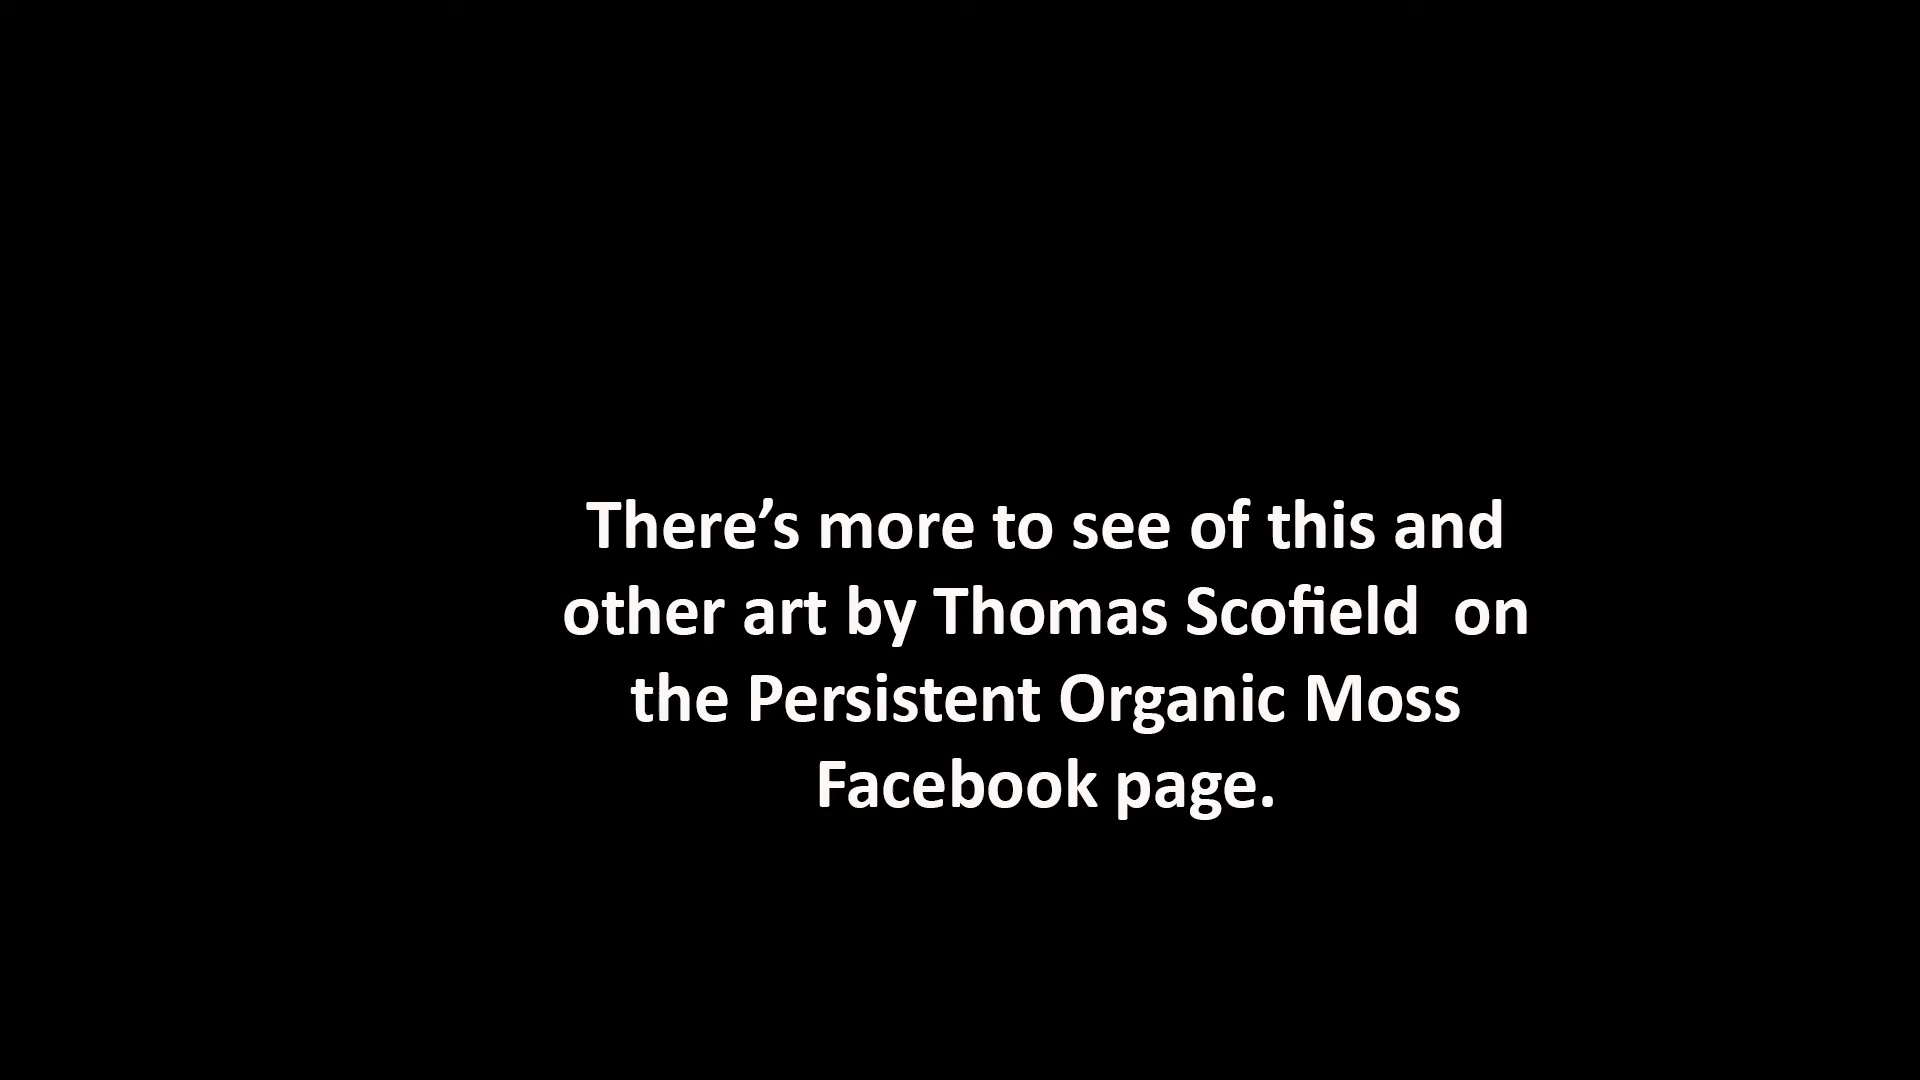 There’s more to see of this and
other art by Thomas Scofield  on
the Persistent Organic Moss
Facebook page.